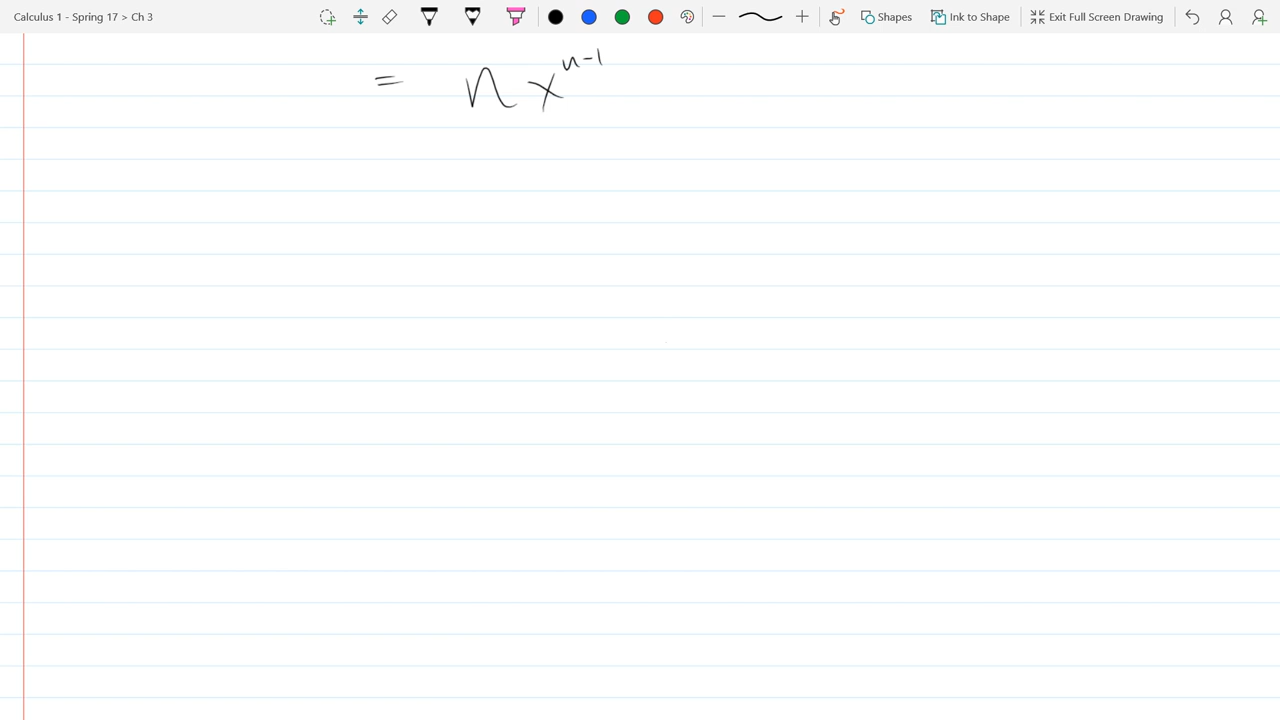 Calculus 1 - Spring 17 > Ch 3 Shapes Ink to Shape Exit Full Screen Drawing
= n x^{n-1}